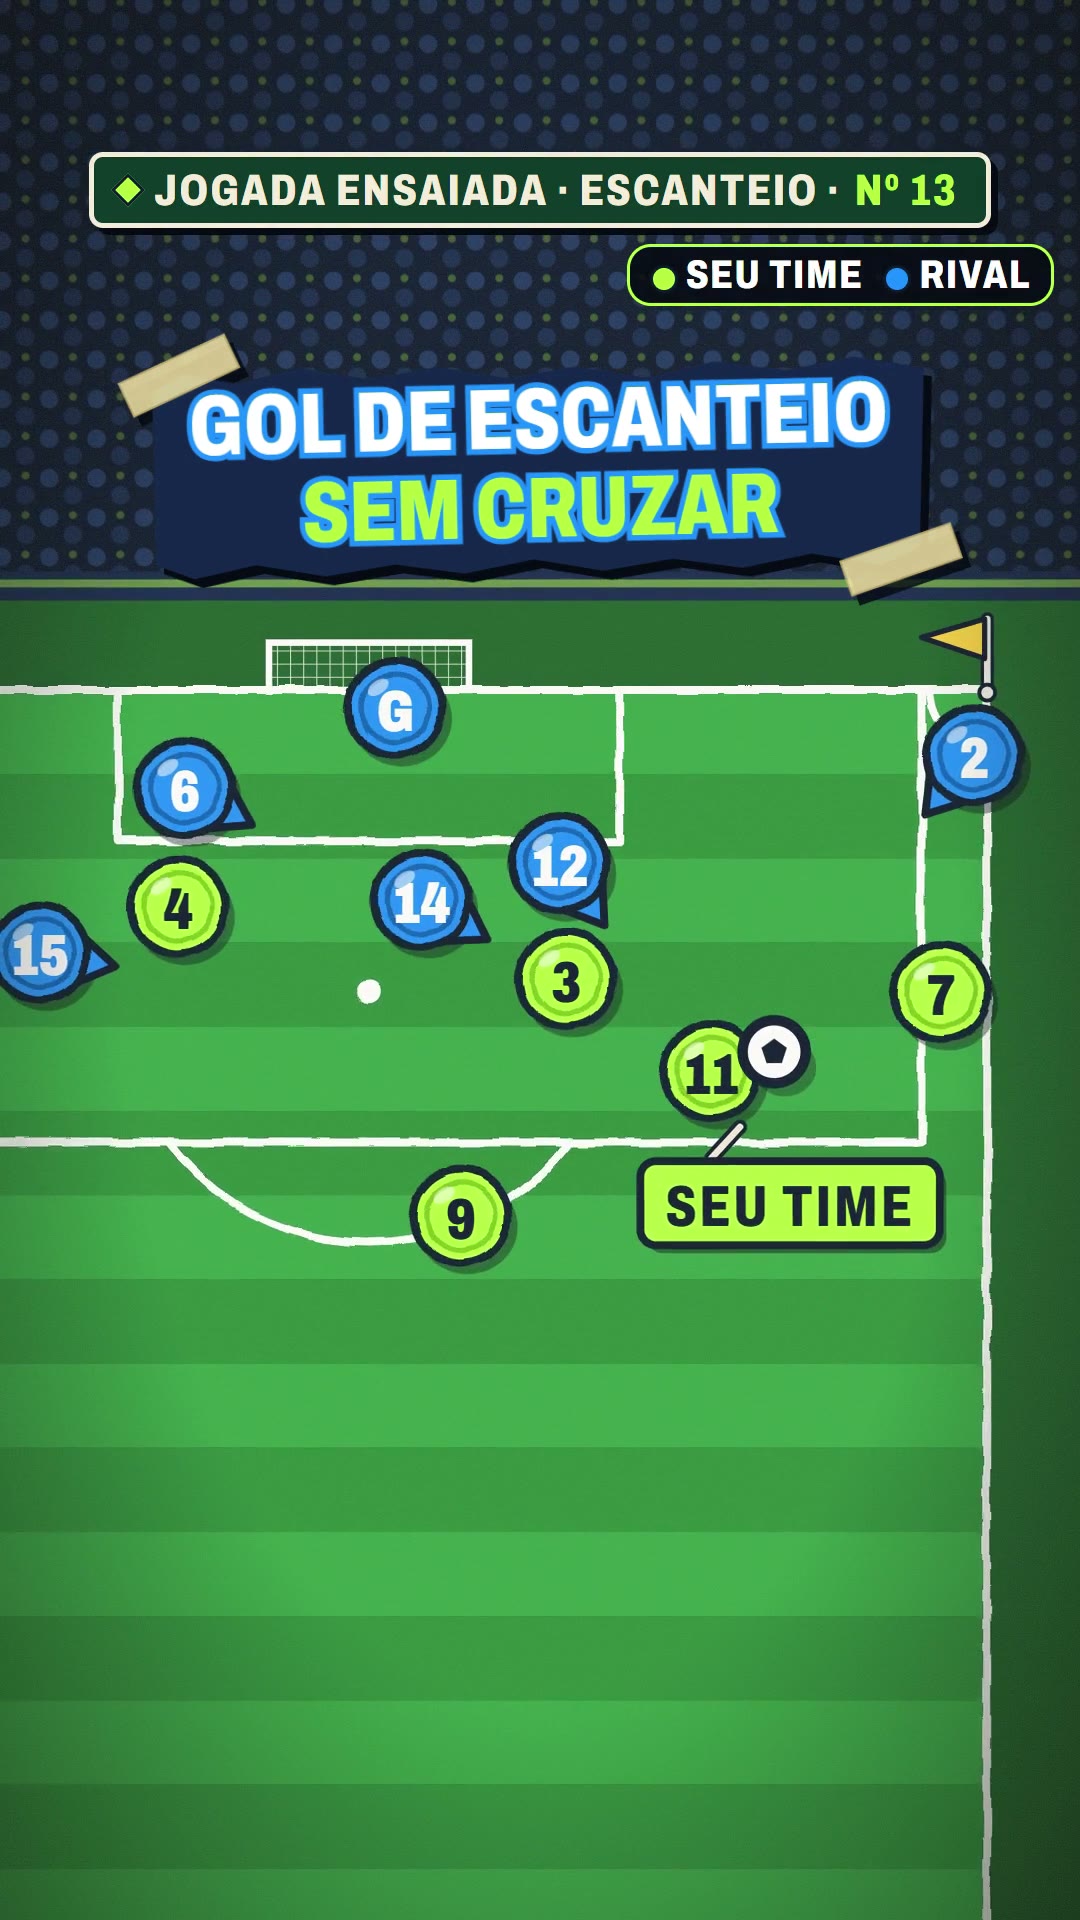 JOGADA ENSAIADA · ESCANTEIO · Nº 13
SEU TIME RIVAL
GOL DE ESCANTEIO
SEM CRUZAR
G
2
6
12
14
4
15
3
7
11
SEU TIME
9